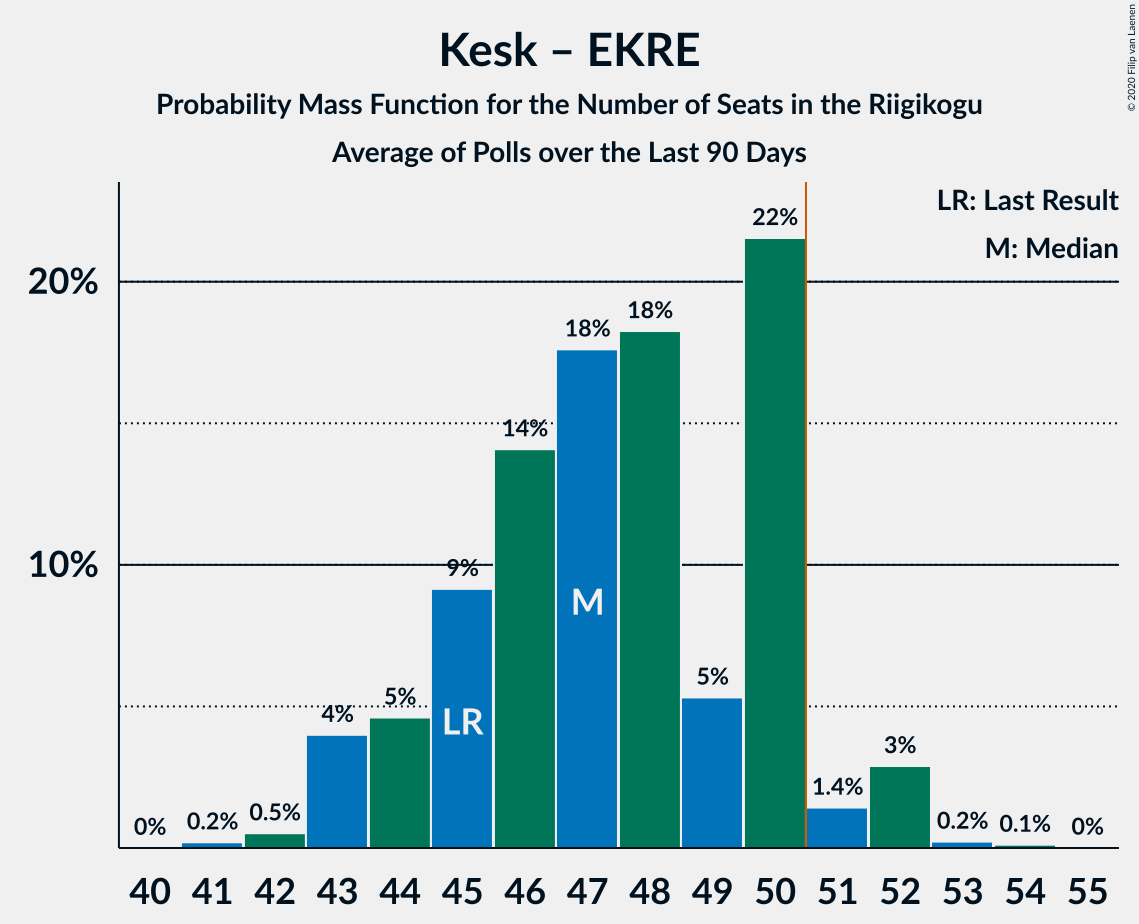 Kesk – EKRE
Probability Mass Function for the Number of Seats in the Riigikogu
Average of Polls over the Last 90 Days
© 2020 Filip van Laenen
LR: Last Result
M: Median
20%
10%
0%
0.2%
0.5%
4%
5%
9%
14%
18%
18%
5%
22%
1.4%
3%
0.2%
0.1%
0%
LR
M
40 41 42 43 44 45 46 47 48 49 50 51 52 53 54 55